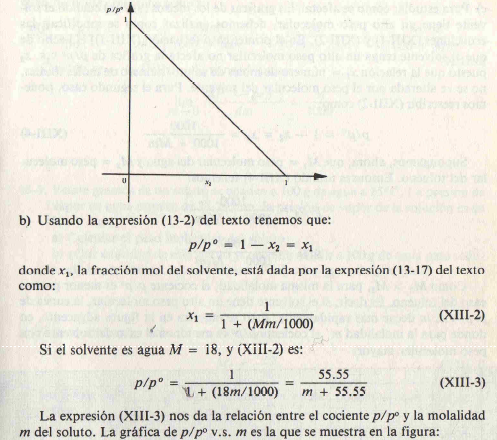 p/p°
1
0
x₂
1
b) Usando la expresión (13-2) del texto tenemos que:
p/p° = 1 — x₂ = x₁
donde x₁, la fracción mol del solvente, está dada por la expresión (13-17) del texto
como:
x₁ = 1 / 1 + (Mm/1000) (XIII-2)
Si el solvente es agua M = 18, y (XIII-2) es:
p/p° = 1 / 1 + (18m/1000) = 55.55 / m + 55.55 (XIII-3)
La expresión (XIII-3) nos da la relación entre el cociente p/p° y la molalidad
m del soluto. La gráfica de p/p° v.s. m es la que se muestra en la figura: